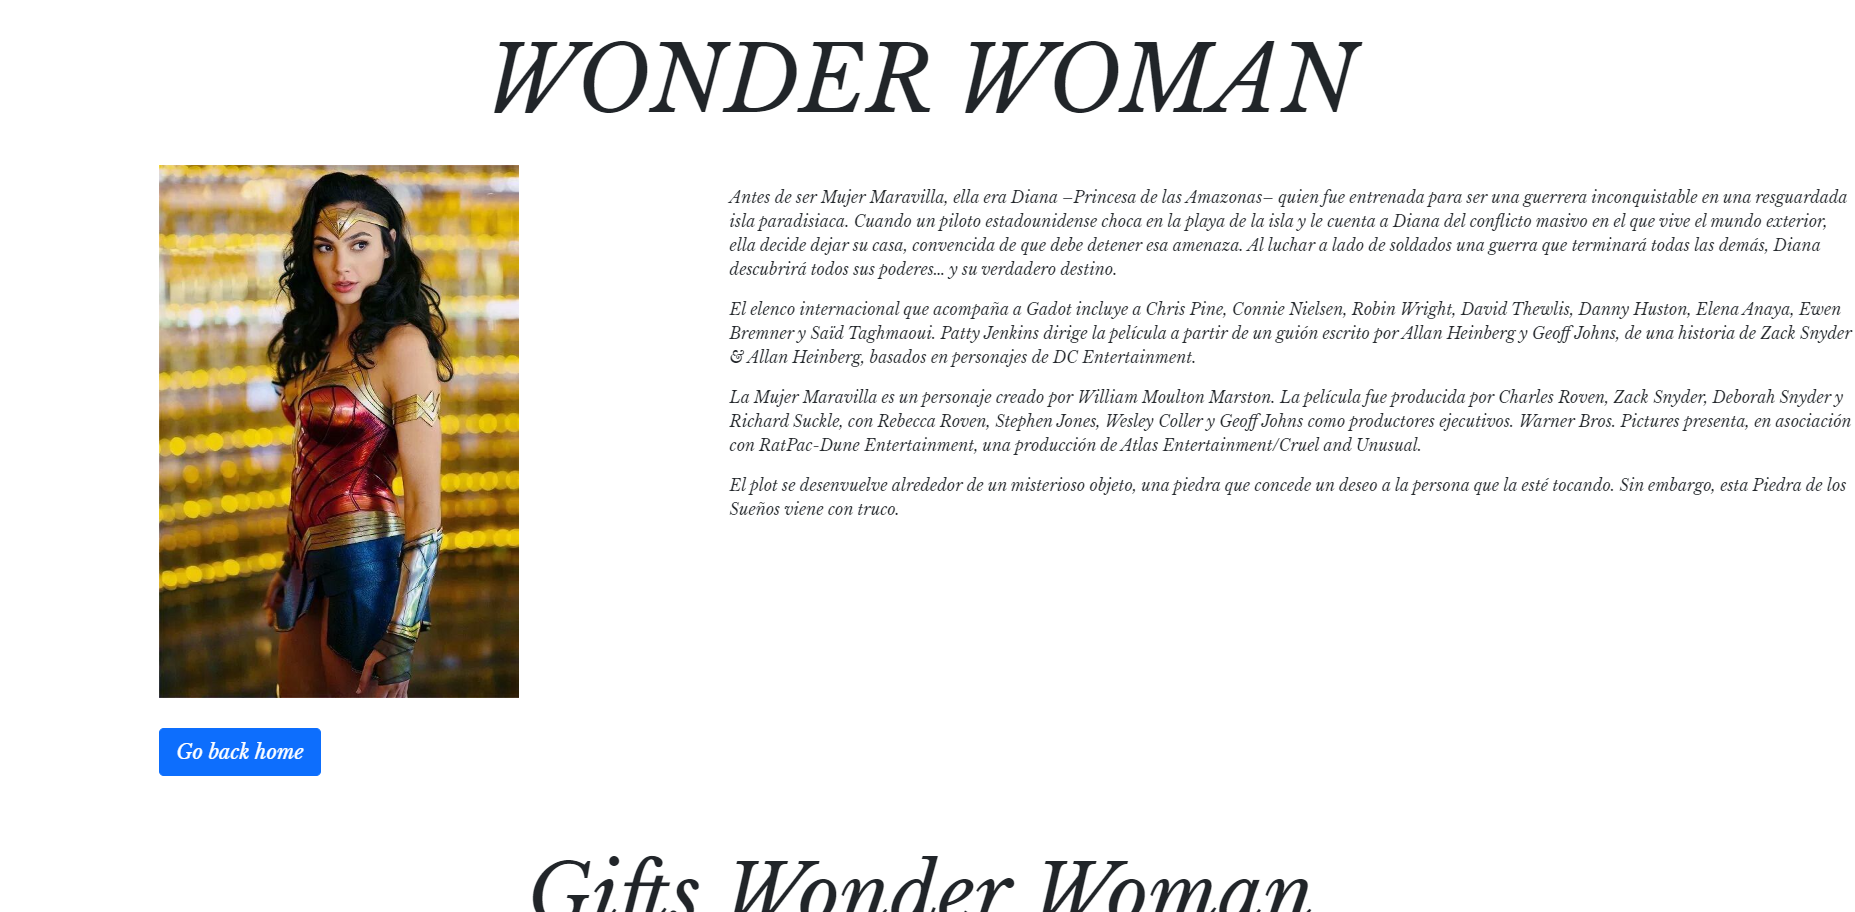 WONDER WOMAN
Antes de ser Mujer Maravilla, ella era Diana –Princesa de las Amazonas– quien fue entrenada para ser una guerrera inconquistable en una resguardada
isla paradisiaca. Cuando un piloto estadounidense choca en la playa de la isla y le cuenta a Diana del conflicto masivo en el que vive el mundo exterior,
ella decide dejar su casa, convencida de que debe detener esa amenaza. Al luchar a lado de soldados una guerra que terminará todas las demás, Diana
descubrirá todos sus poderes… y su verdadero destino.
El elenco internacional que acompaña a Gadot incluye a Chris Pine, Connie Nielsen, Robin Wright, David Thewlis, Danny Huston, Elena Anaya, Ewen
Bremner y Saïd Taghmaoui. Patty Jenkins dirige la película a partir de un guión escrito por Allan Heinberg y Geoff Johns, de una historia de Zack Snyder
& Allan Heinberg, basados en personajes de DC Entertainment.
La Mujer Maravilla es un personaje creado por William Moulton Marston. La película fue producida por Charles Roven, Zack Snyder, Deborah Snyder y
Richard Suckle, con Rebecca Roven, Stephen Jones, Wesley Coller y Geoff Johns como productores ejecutivos. Warner Bros. Pictures presenta, en asociación
con RatPac-Dune Entertainment, una producción de Atlas Entertainment/Cruel and Unusual.
El plot se desenvuelve alrededor de un misterioso objeto, una piedra que concede un deseo a la persona que la esté tocando. Sin embargo, esta Piedra de los
Sueños viene con truco.
Go back home
Gifts Wonder Woman